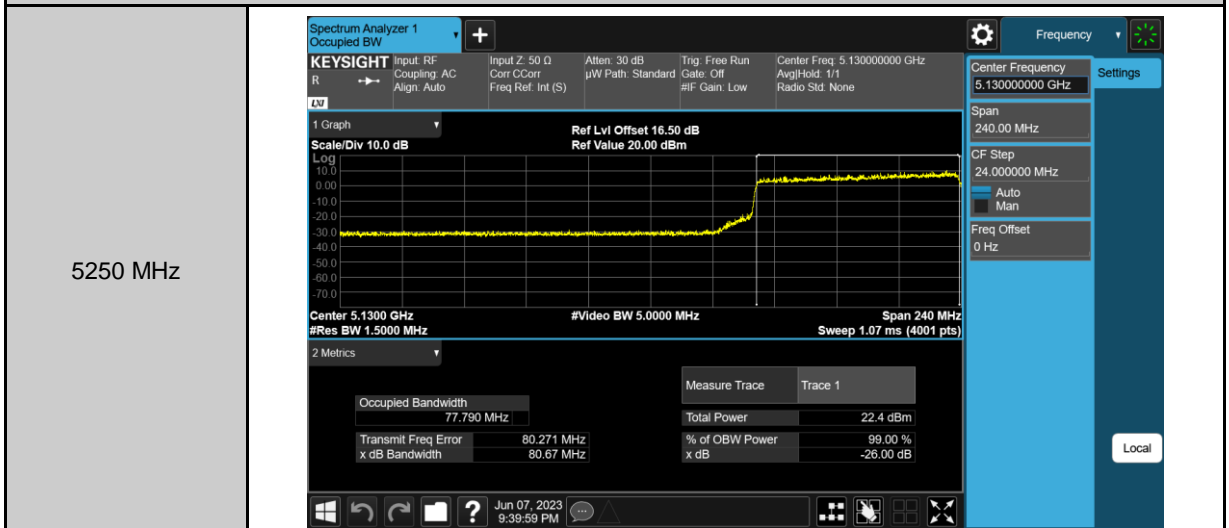 5250 MHz
Spectrum Analyzer 1
Occupied BW
Frequency
KEYSIGHT
R
LXI
Input: RF
Coupling: AC
Align: Auto
Input Z: 50 Ω
Corr CCorr
Freq Ref: Int (S)
Atten: 30 dB
µW Path: Standard
Trig: Free Run
Gate: Off
#IF Gain: Low
Center Freq: 5.130000000 GHz
Avg|Hold: 1/1
Radio Std: None
Center Frequency
5.130000000 GHz
Settings
Span
240.00 MHz
CF Step
24.000000 MHz
Auto
Man
Freq Offset
0 Hz
1 Graph
Scale/Div 10.0 dB
Ref Lvl Offset 16.50 dB
Ref Value 20.00 dBm
Log
10.0
0.00
-10.0
-20.0
-30.0
-40.0
-50.0
-60.0
-70.0
Center 5.1300 GHz
#Video BW 5.0000 MHz
Span 240 MHz
#Res BW 1.5000 MHz
Sweep 1.07 ms (4001 pts)
2 Metrics
Measure Trace Trace 1
Occupied Bandwidth
77.790 MHz
Total Power 22.4 dBm
Transmit Freq Error 80.271 MHz
% of OBW Power 99.00 %
x dB Bandwidth 80.67 MHz
x dB -26.00 dB
Local
?
Jun 07, 2023
9:39:59 PM